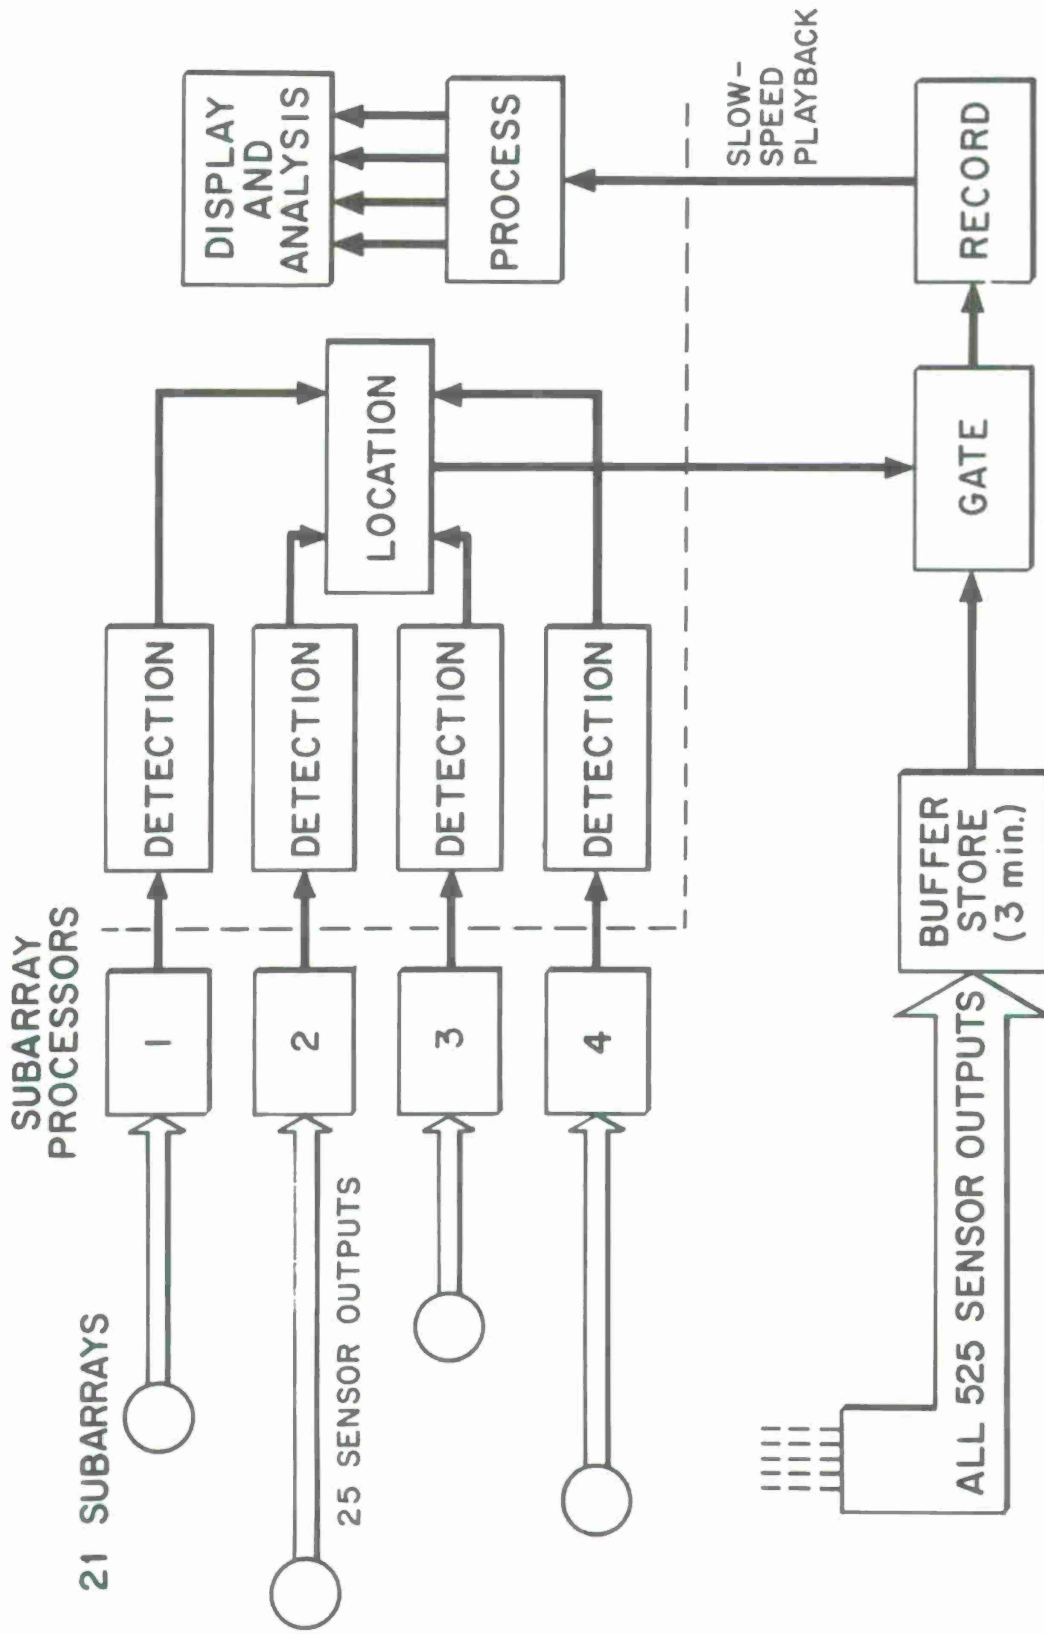 SUBARRAY
PROCESSORS
21 SUBARRAYS
1
DETECTION
DISPLAY
AND
ANALYSIS
2
DETECTION
LOCATION
25 SENSOR OUTPUTS
3
DETECTION
PROCESS
4
DETECTION
SLOW-
SPEED
PLAYBACK
ALL 525 SENSOR OUTPUTS
BUFFER
STORE
(3 min.)
GATE
RECORD